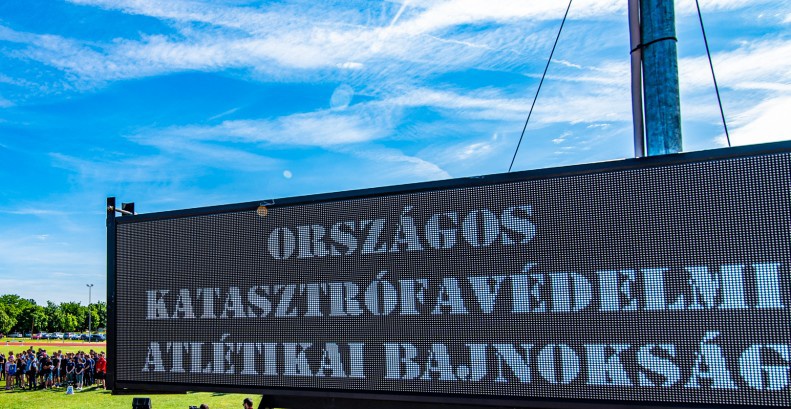 ORSZÁGOS
KATASZTRÓFAVÉDELMI
ATLÉTIKAI BAJNOKSÁG